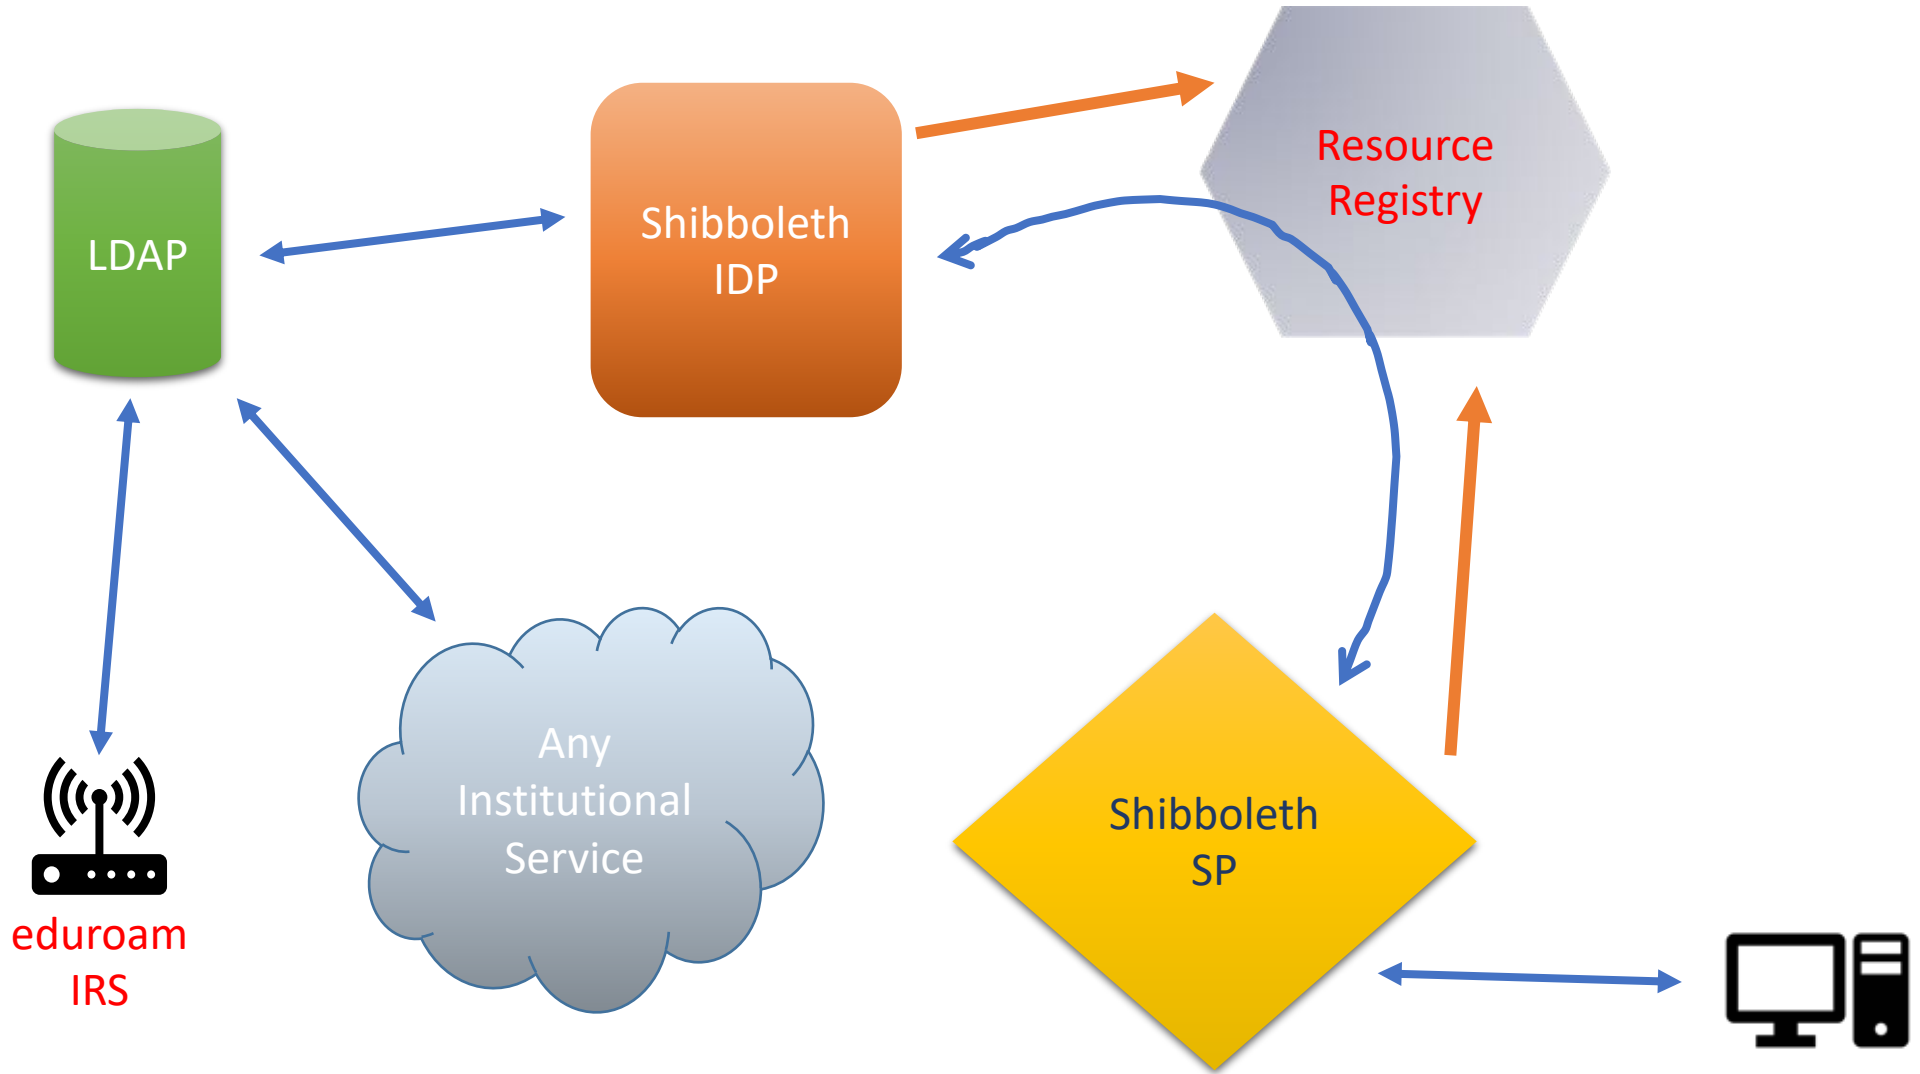 LDAP
Shibboleth
IDP
Resource
Registry
Any
Institutional
Service
Shibboleth
SP
eduroam
IRS